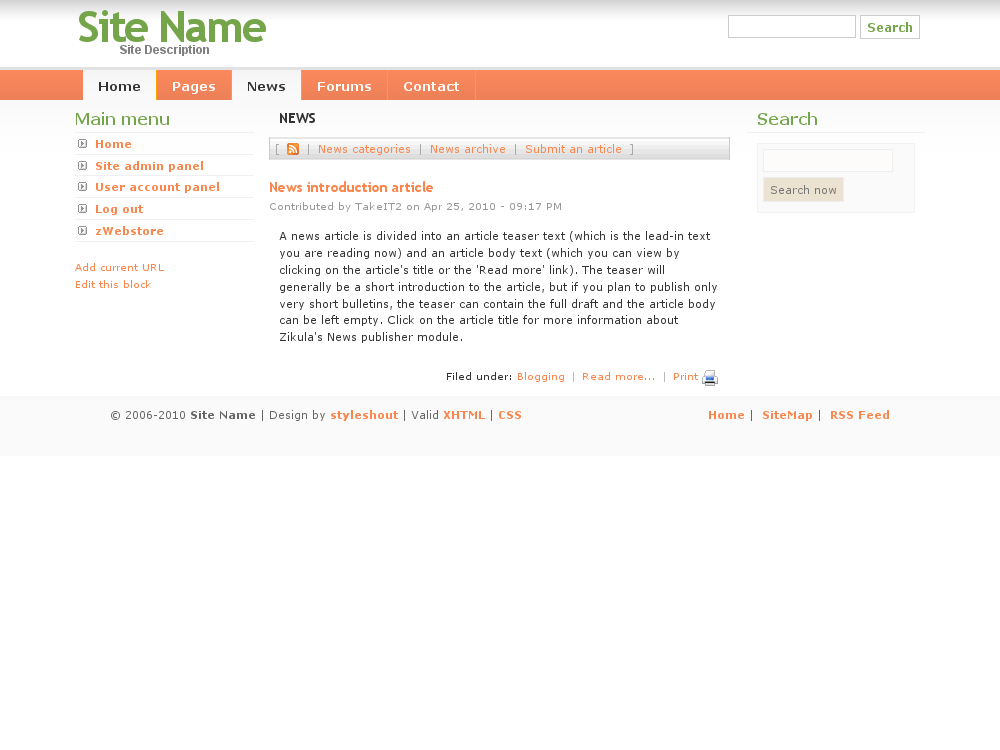 Site Name
Site Description
Search
Home Pages News Forums Contact
Main menu
Home
Site admin panel
User account panel
Log out
zWebstore
Add current URL
Edit this block
NEWS
[ | News categories | News archive | Submit an article ]
News introduction article
Contributed by TakeIT2 on Apr 25, 2010 - 09:17 PM
A news article is divided into an article teaser text (which is the lead-in text
you are reading now) and an article body text (which you can view by
clicking on the article's title or the 'Read more' link). The teaser will
generally be a short introduction to the article, but if you plan to publish only
very short bulletins, the teaser can contain the full draft and the article body
can be left empty. Click on the article title for more information about
Zikula's News publisher module.
Filed under: Blogging | Read more... | Print
Search
Search now
© 2006-2010 Site Name | Design by styleshout | Valid XHTML | CSS
Home | SiteMap | RSS Feed